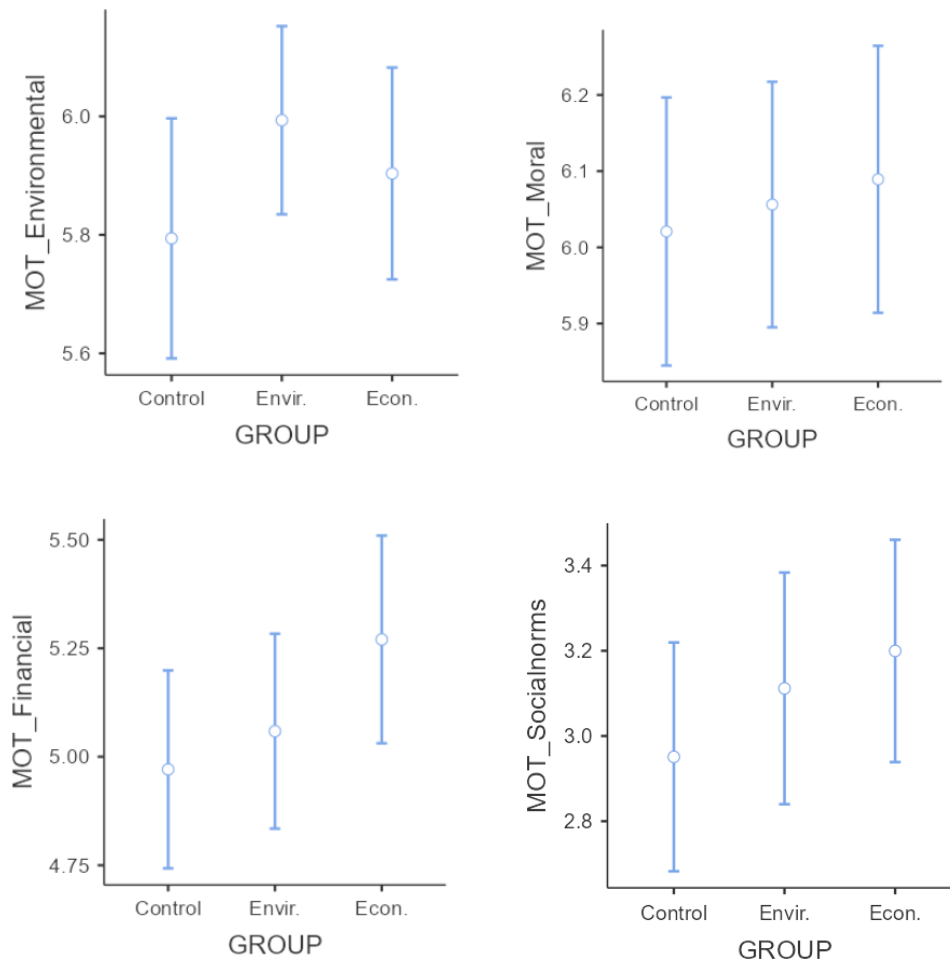 MOT_Environmental
6.0
5.8
5.6
Control Envir. Econ.
GROUP
MOT_Moral
6.2
6.1
6.0
5.9
Control Envir. Econ.
GROUP
MOT_Financial
5.50
5.25
5.00
4.75
Control Envir. Econ.
GROUP
MOT_Socialnorms
3.4
3.2
3.0
2.8
Control Envir. Econ.
GROUP